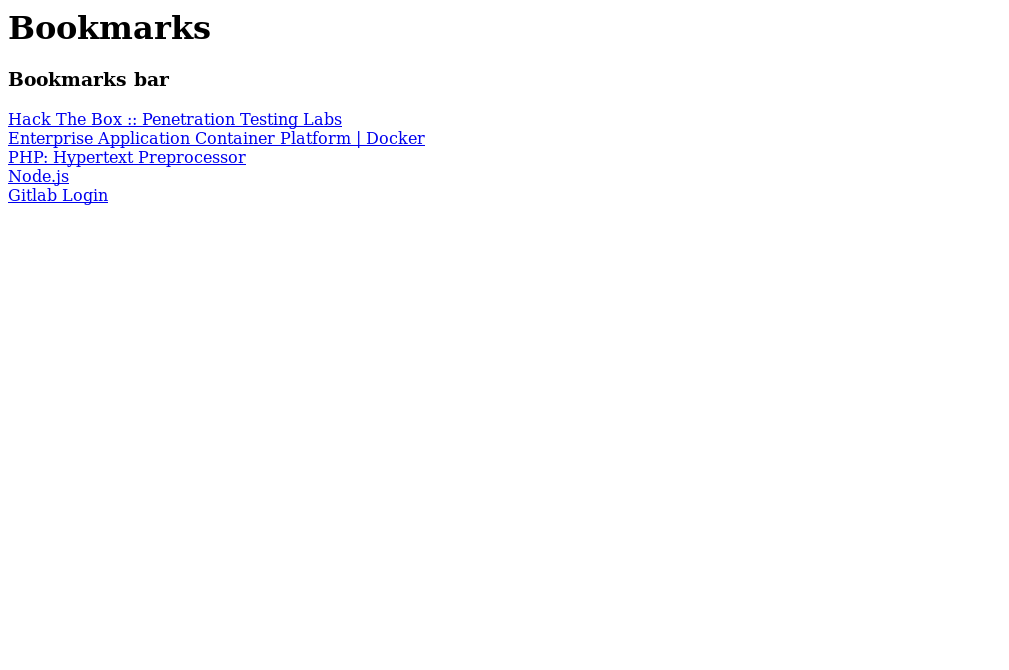 Bookmarks
Bookmarks bar
Hack The Box :: Penetration Testing Labs
Enterprise Application Container Platform | Docker
PHP: Hypertext Preprocessor
Node.js
Gitlab Login